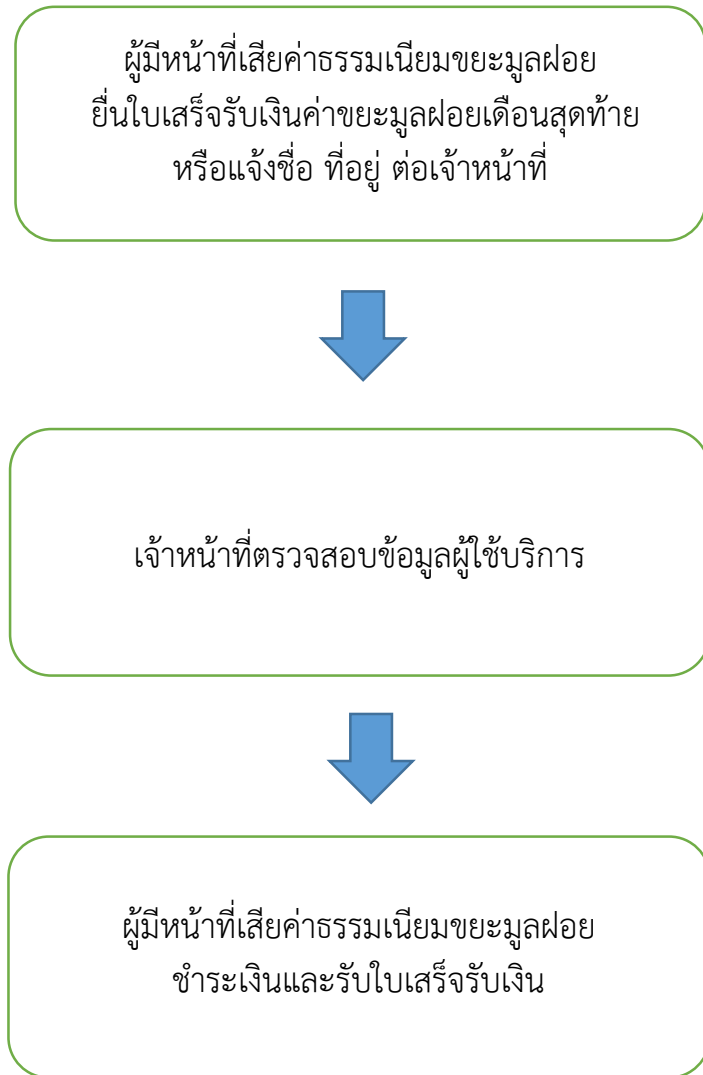 ผู้มีหน้าที่เสียค่าธรรมเนียมขยะมูลฝอย
ยื่นใบเสร็จรับเงินค่าขยะมูลฝอยเดือนสุดท้าย
หรือแจ้งชื่อ ที่อยู่ ต่อเจ้าหน้าที่
เจ้าหน้าที่ตรวจสอบข้อมูลผู้ใช้บริการ
ผู้มีหน้าที่เสียค่าธรรมเนียมขยะมูลฝอย
ชำระเงินและรับใบเสร็จรับเงิน